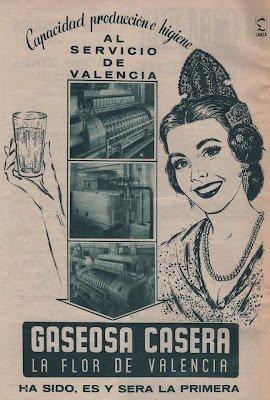 Capacidad producción e higiene
AL
SERVICIO
DE
VALENCIA
LANZA
GASEOSA CASERA
LA FLOR DE VALENCIA
HA SIDO, ES Y SERA LA PRIMERA